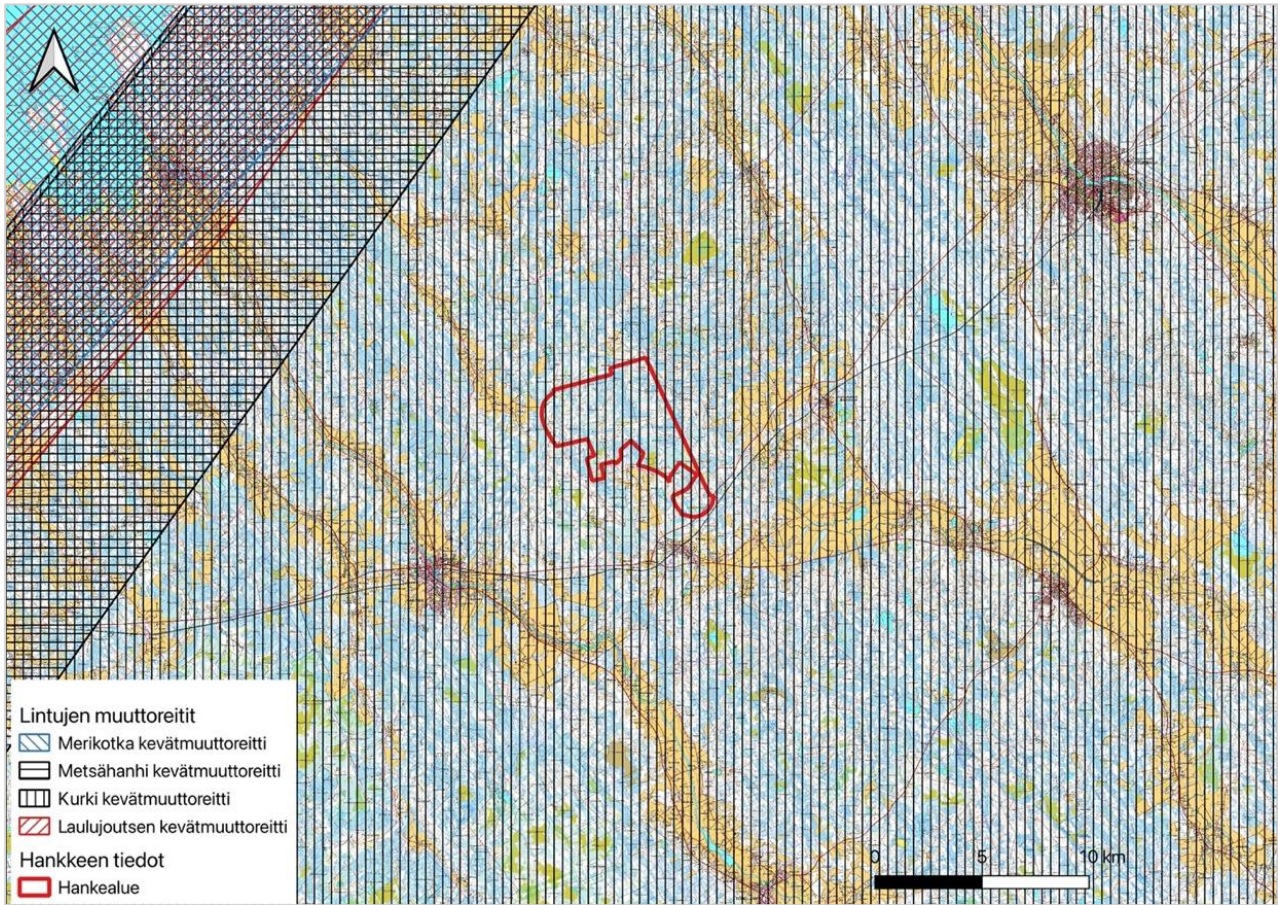 Lintujen muuttoreitit
Merikotka kevätmuuttoreitti
Metsähanhi kevätmuuttoreitti
Kurki kevätmuuttoreitti
Laulujoutsen kevätmuuttoreitti
Hankkeen tiedot
Hankealue
0 5 10 km